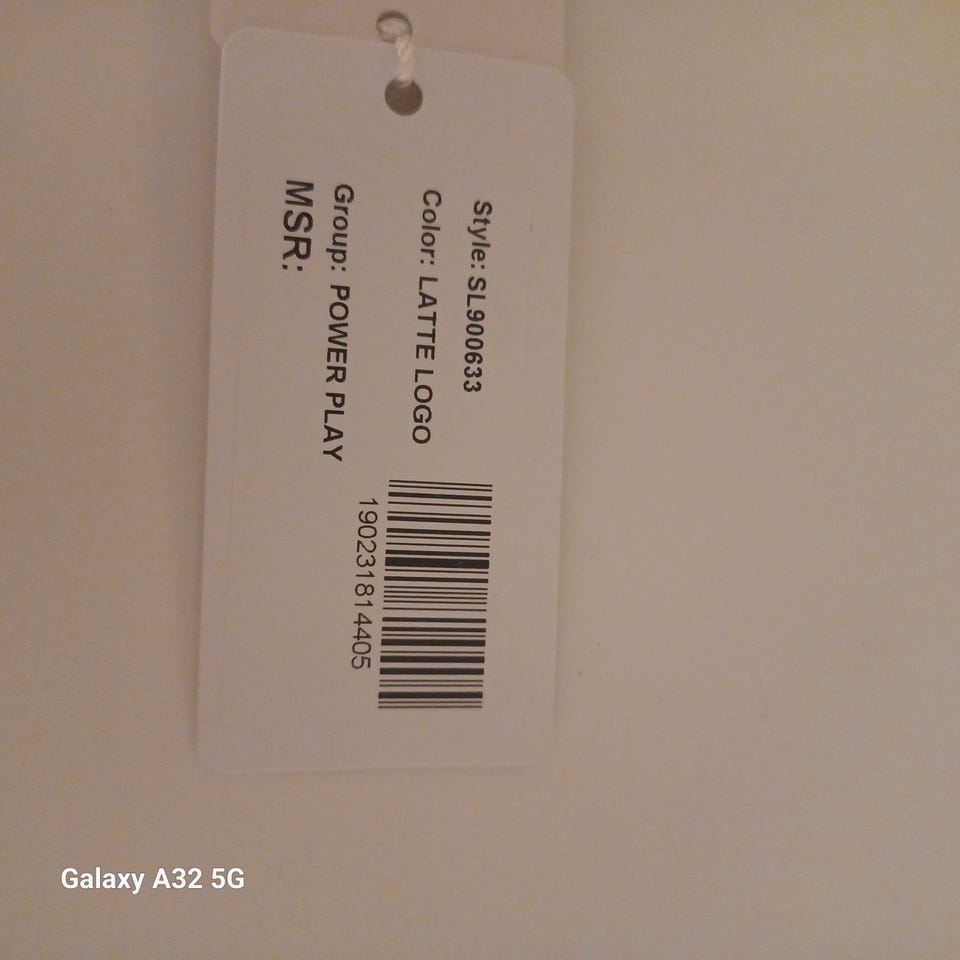 Style: SL900633
Color: LATTE LOGO
190231814405
Group: POWER PLAY
MSR:
Galaxy A32 5G